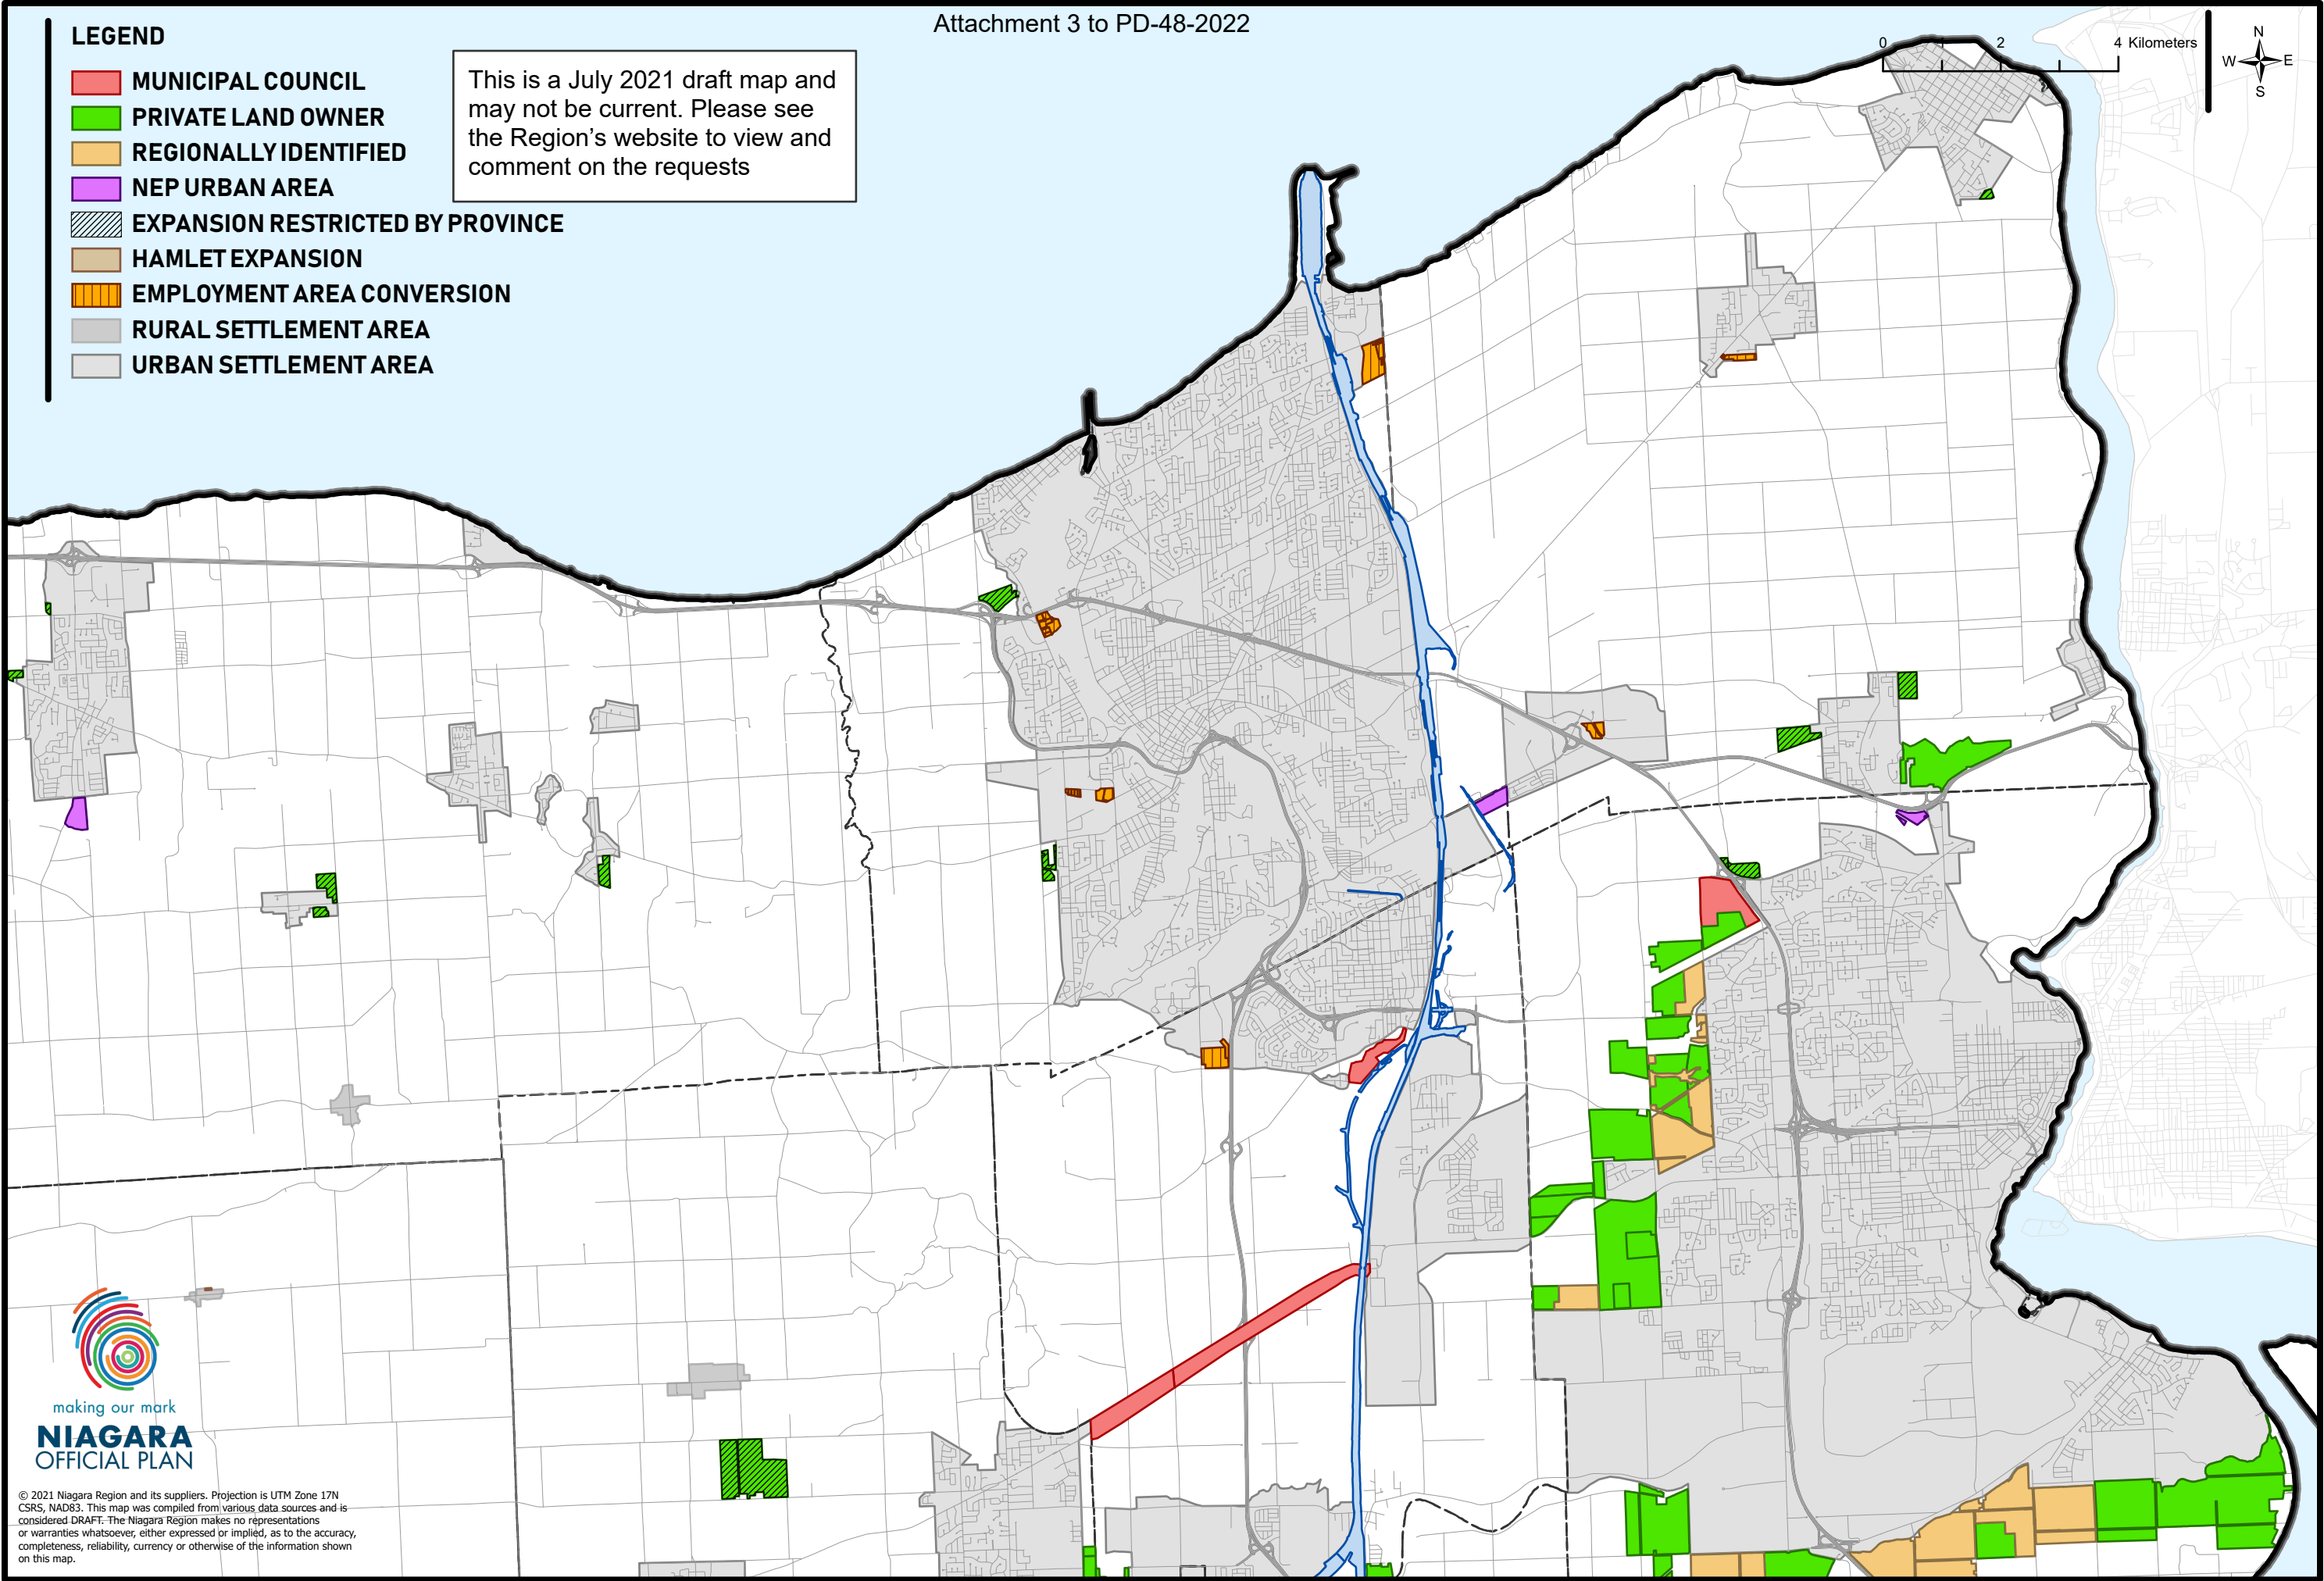 Attachment 3 to PD-48-2022
LEGEND
MUNICIPAL COUNCIL
PRIVATE LAND OWNER
REGIONALLY IDENTIFIED
NEP URBAN AREA
EXPANSION RESTRICTED BY PROVINCE
HAMLET EXPANSION
EMPLOYMENT AREA CONVERSION
RURAL SETTLEMENT AREA
URBAN SETTLEMENT AREA
This is a July 2021 draft map and
may not be current. Please see
the Region's website to view and
comment on the requests
0 2 4 Kilometers
N
W E
S
making our mark
NIAGARA
OFFICIAL PLAN
© 2021 Niagara Region and its suppliers. Projection is UTM Zone 17N
CSRS, NAD83. This map was compiled from various data sources and is
considered DRAFT. The Niagara Region makes no representations
or warranties whatsoever, either expressed or implied, as to the accuracy,
completeness, reliability, currency or otherwise of the information shown
on this map.